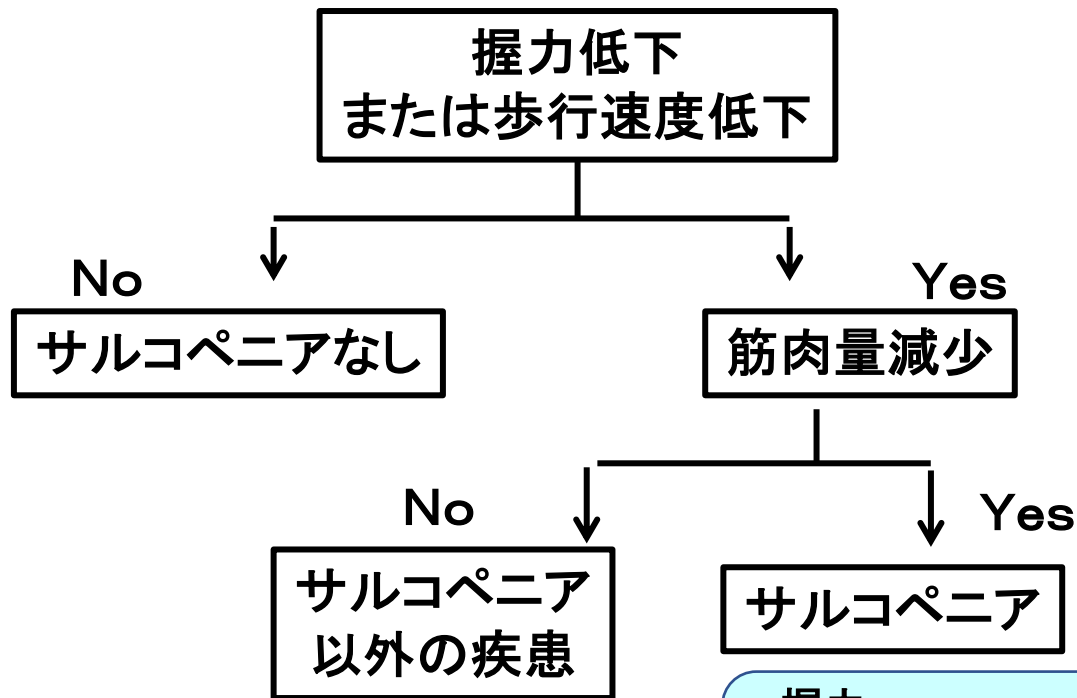 握力低下
または歩行速度低下
No
Yes
サルコペニアなし
筋肉量減少
No
Yes
サルコペニア
以外の疾患
サルコペニア
握力